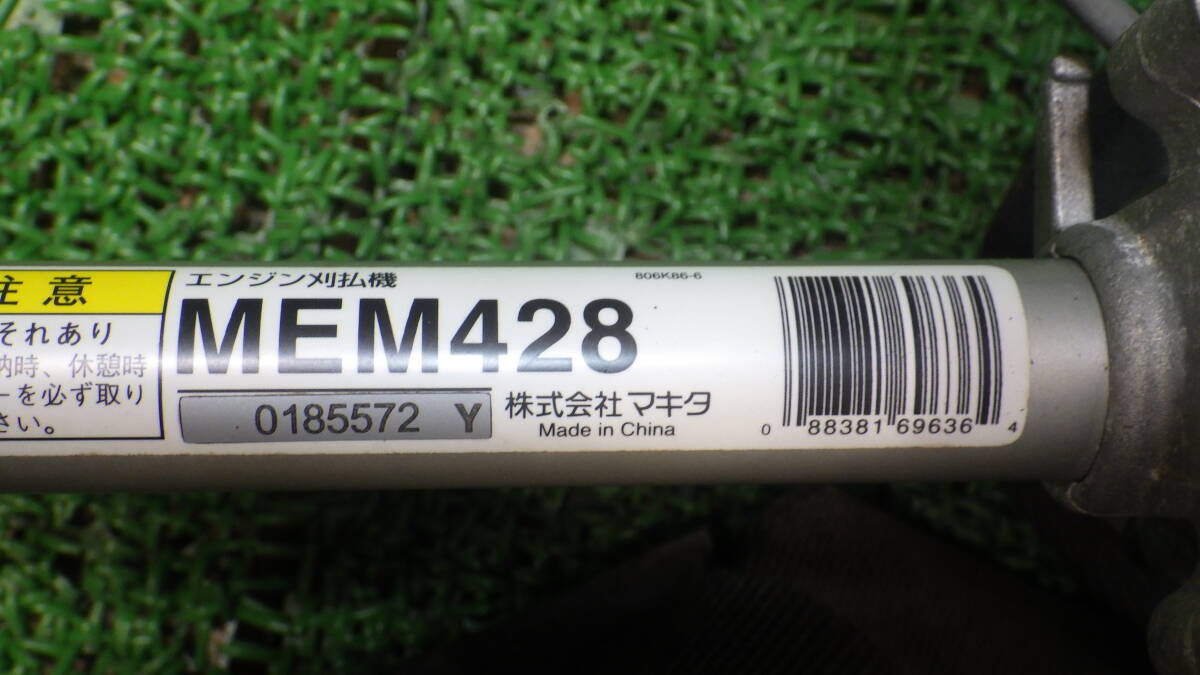 注意
それあり
納時、休憩時
ーを必ず取り
さい。
エンジン刈払機
806K86-6
MEM428
0185572 Y
株式会社マキタ
Made in China
0 88381 69636 4